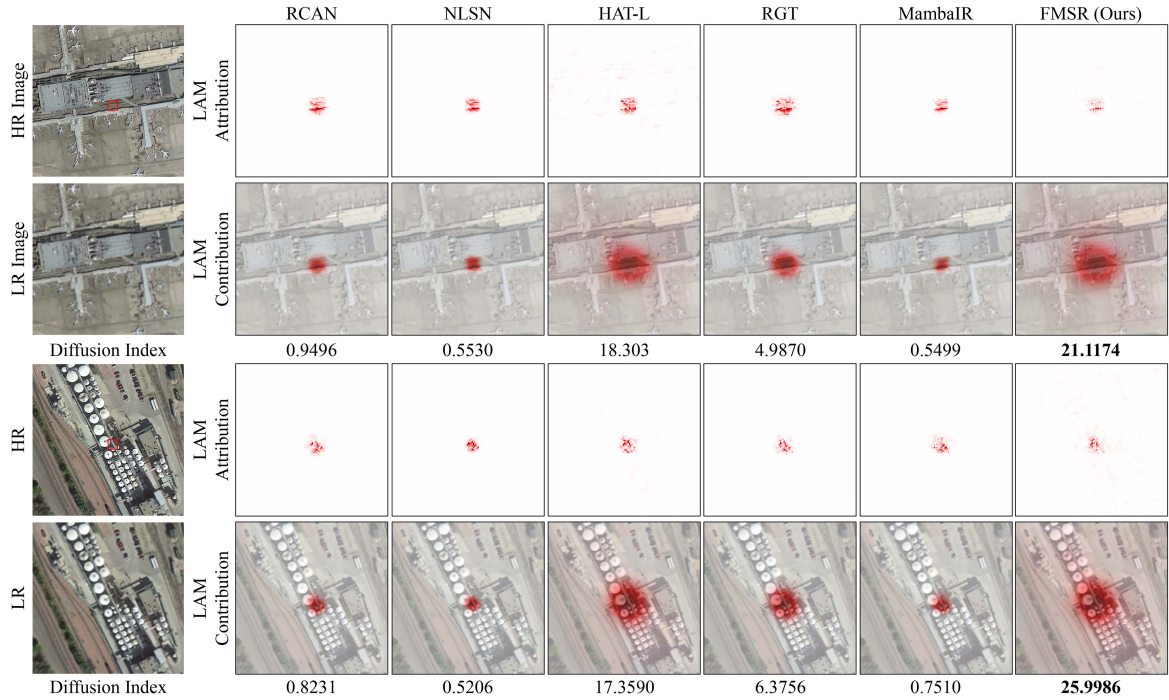 RCAN NLSN HAT-L RGT MambaIR FMSR (Ours)
HR Image
LAM Attribution
LR Image
LAM Contribution
Diffusion Index 0.9496 0.5530 18.303 4.9870 0.5499 21.1174
HR
LAM Attribution
LR
LAM Contribution
Diffusion Index 0.8231 0.5206 17.3590 6.3756 0.7510 25.9986